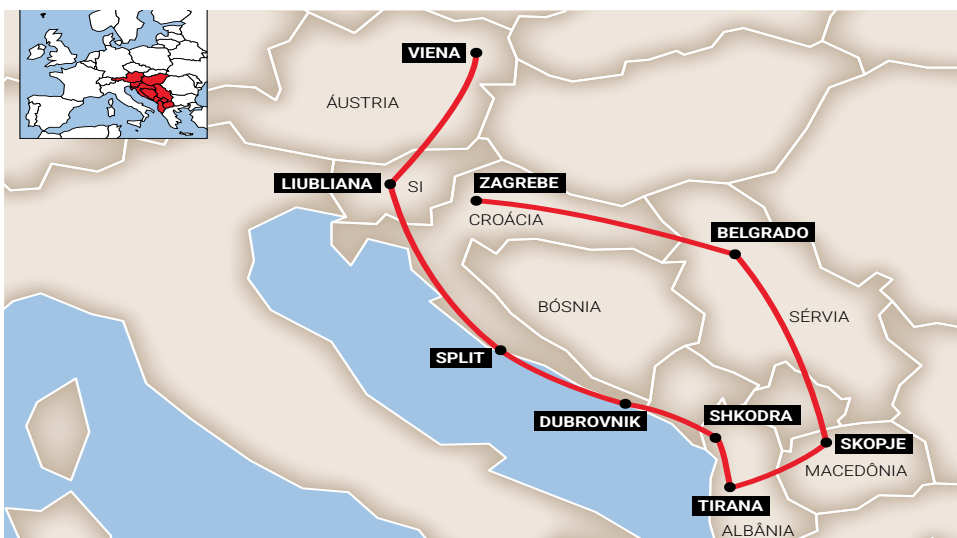 VIENA
ÁUSTRIA
LIUBLIANA
SI
ZAGREBE
CROÁCIA
BELGRADO
BÓSNIA
SÉRVIA
SPLIT
DUBROVNIK
SHKODRA
SKOPJE
MACEDÔNIA
TIRANA
ALBÂNIA